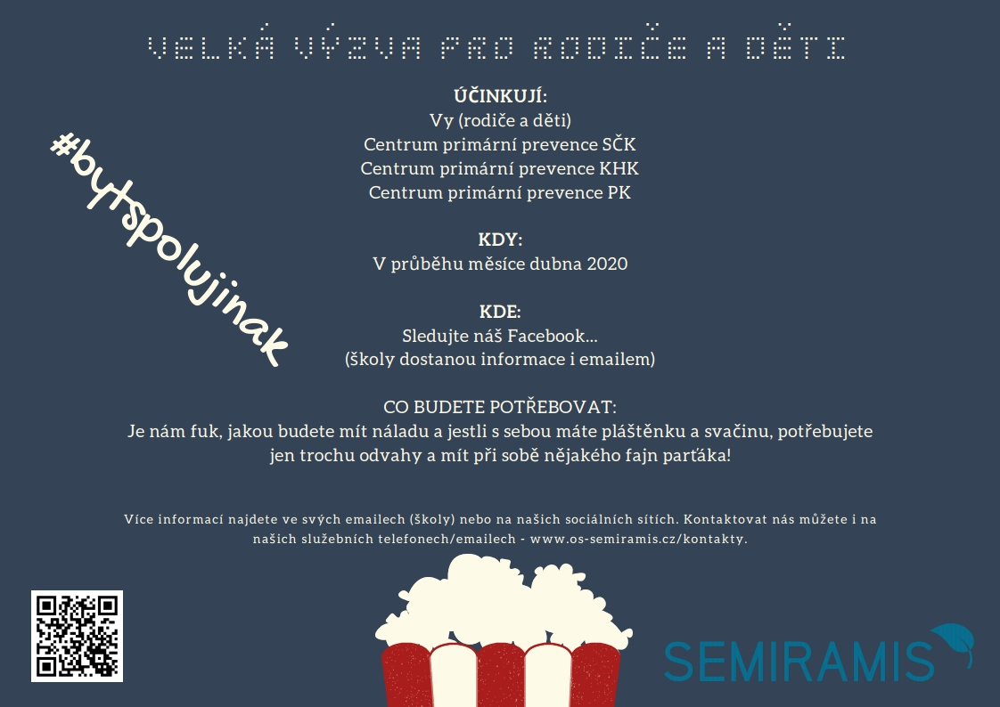 VELKÁ VÝZVA PRO RODIČE A DĚTI
ÚČINKUJÍ:
Vy (rodiče a děti)
Centrum primární prevence SČK
Centrum primární prevence KHK
Centrum primární prevence PK
#bytspolujinak
KDY:
V průběhu měsíce dubna 2020
KDE:
Sledujte náš Facebook...
(školy dostanou informace i emailem)
CO BUDETE POTŘEBOVAT:
Je nám fuk, jakou budete mít náladu a jestli s sebou máte pláštěnku a svačinu, potřebujete
jen trochu odvahy a mít při sobě nějakého fajn parťáka!
Více informací najdete ve svých emailech (školy) nebo na našich sociálních sítích. Kontaktovat nás můžete i na
našich služebních telefonech/emailech - www.os-semiramis.cz/kontakty.
SEMIRAMIS